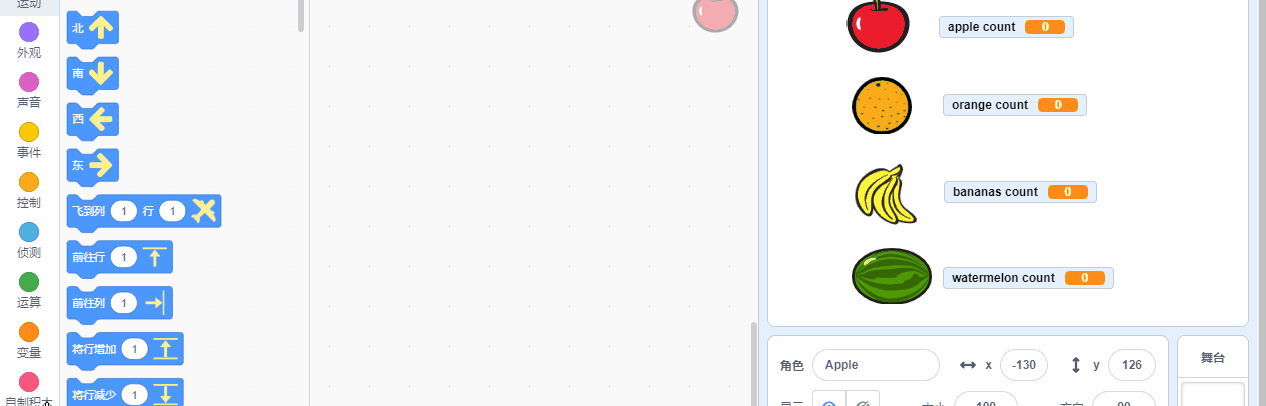 运动
外观
声音
事件
控制
侦测
运算
变量
自制积木
北
南
西
东
飞到列 1 行 1
前往行 1
前往列 1
将行增加 1
将行减少 1
apple count 0
orange count 0
bananas count 0
watermelon count 0
角色 Apple x -130 y 126
显示 大小 100 方向 90
舞台